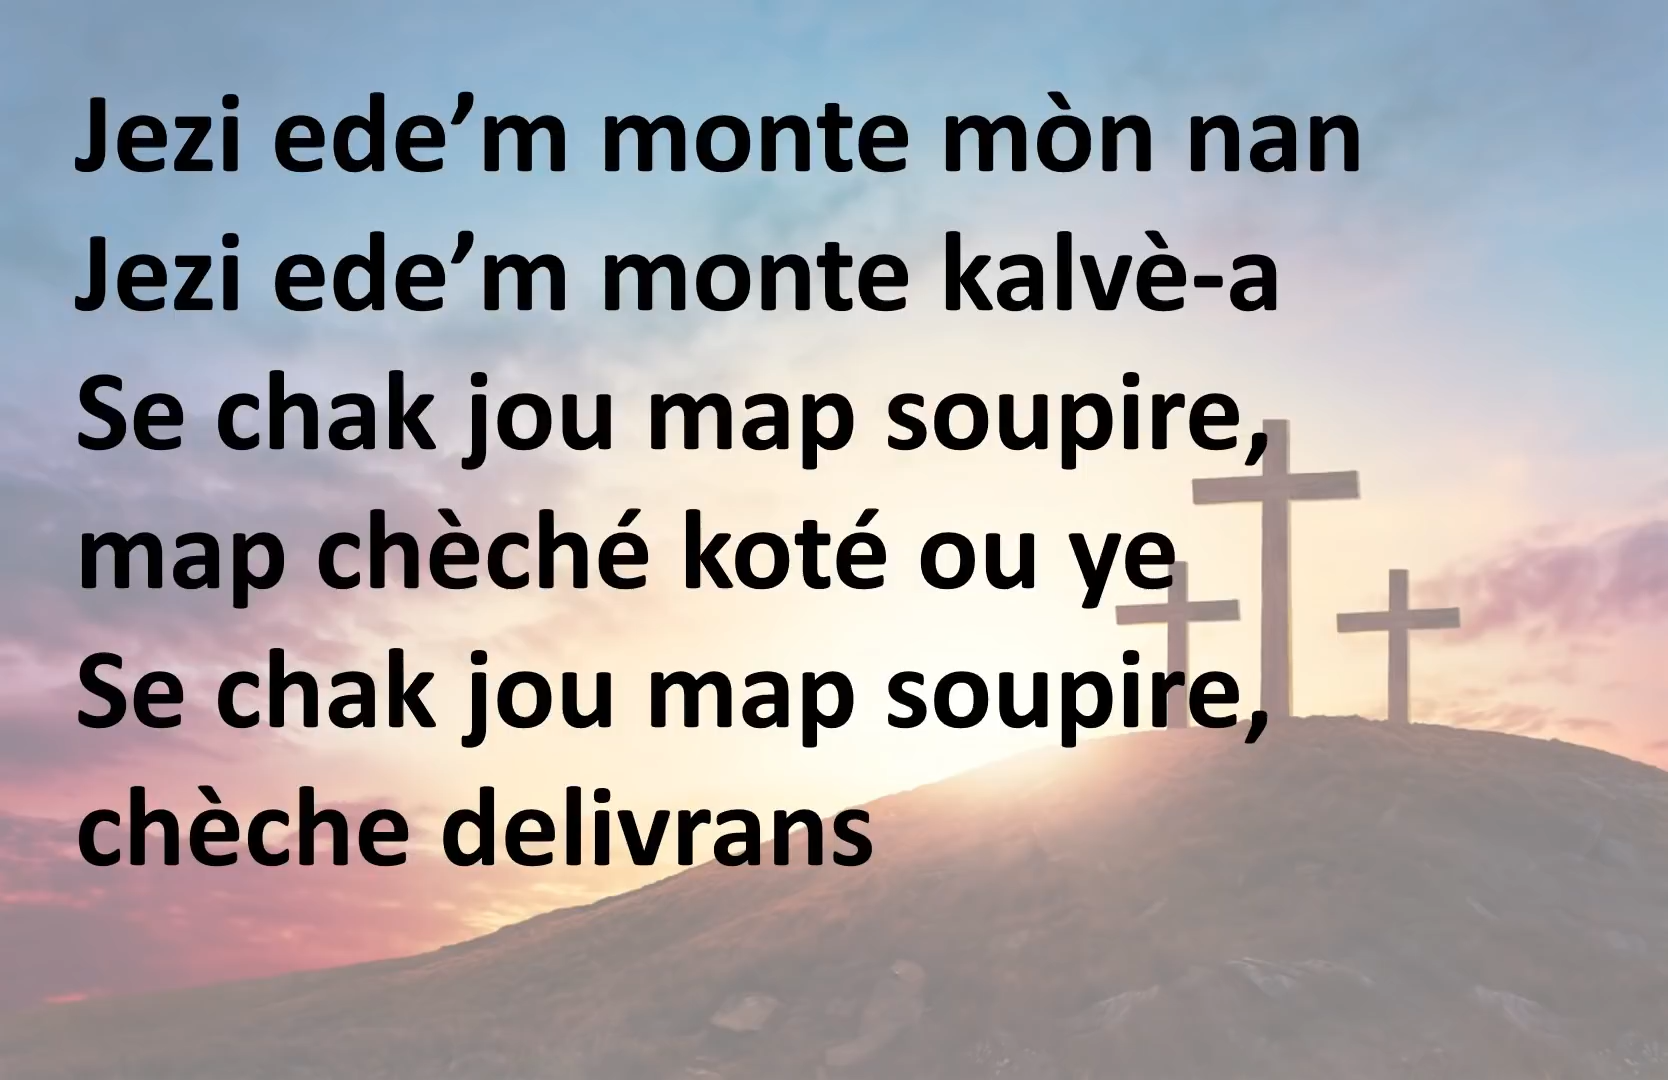 Jezi ede’m monte mòn nan
Jezi ede’m monte kalvè-a
Se chak jou map soupire,
map chèché koté ou ye
Se chak jou map soupire,
chèche delivrans